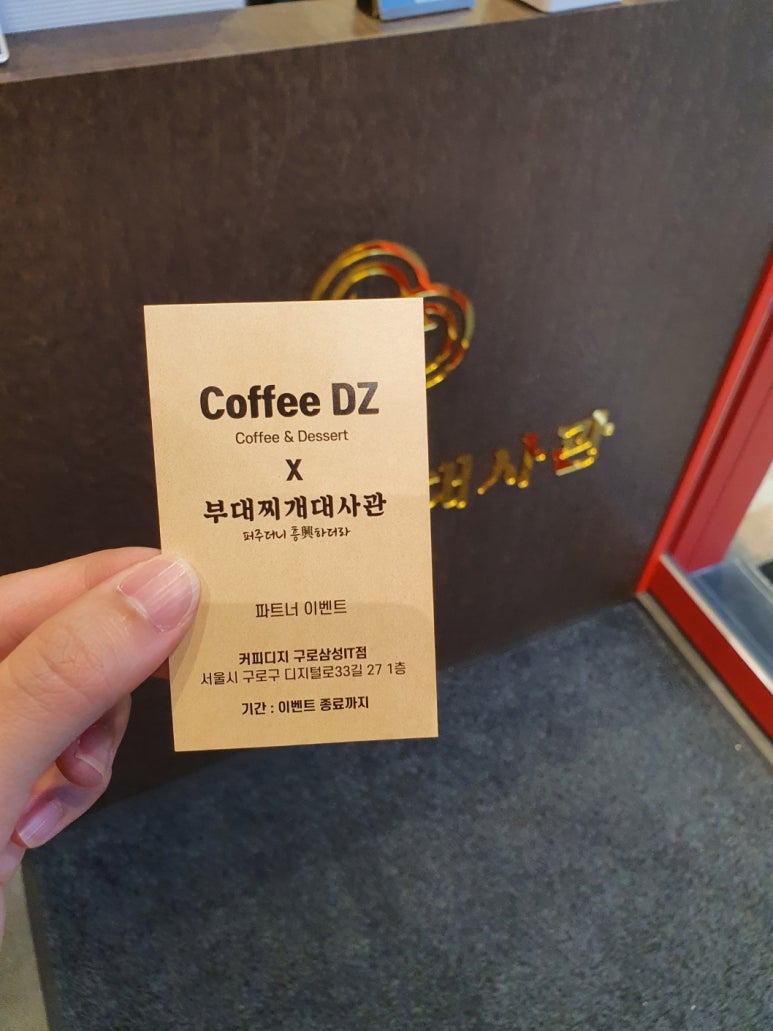 Coffee DZ
Coffee & Dessert
X
부대찌개대사관
퍼주더니 흥興하더라
파트너 이벤트
커피디지 구로삼성IT점
서울시 구로구 디지털로33길 27 1층
기간 : 이벤트 종료까지
대사관